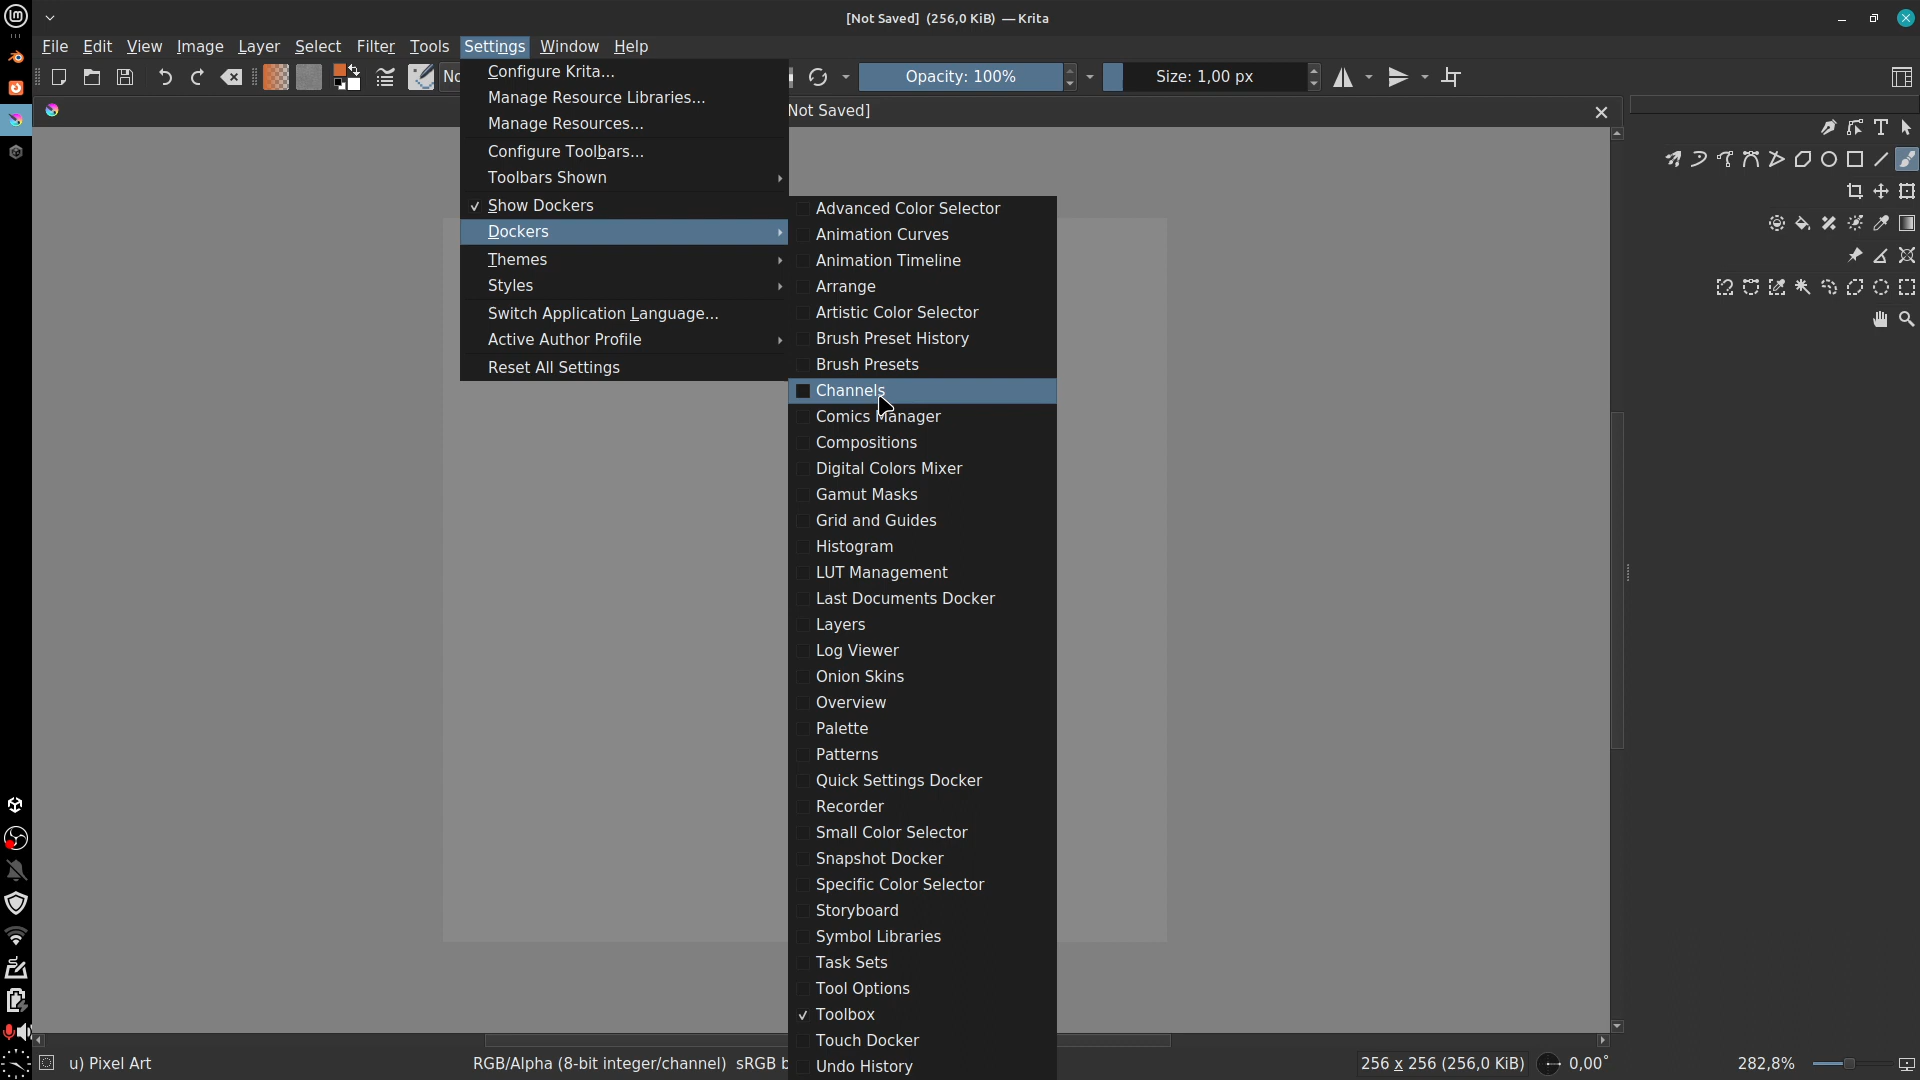 [Not Saved] (256,0 KiB) — Krita
File Edit View Image Layer Select Filter Tools Settings Window Help
Opacity: 100%
Size: 1,00 px
Not Saved]
Configure Krita...
Manage Resource Libraries...
Manage Resources...
Configure Toolbars...
Toolbars Shown
Show Dockers
Dockers
Themes
Styles
Switch Application Language...
Active Author Profile
Reset All Settings
Advanced Color Selector
Animation Curves
Animation Timeline
Arrange
Artistic Color Selector
Brush Preset History
Brush Presets
Channels
Comics Manager
Compositions
Digital Colors Mixer
Gamut Masks
Grid and Guides
Histogram
LUT Management
Last Documents Docker
Layers
Log Viewer
Onion Skins
Overview
Palette
Patterns
Quick Settings Docker
Recorder
Small Color Selector
Snapshot Docker
Specific Color Selector
Storyboard
Symbol Libraries
Task Sets
Tool Options
Toolbox
Touch Docker
Undo History
u) Pixel Art
RGB/Alpha (8-bit integer/channel) sRGB
256 x 256 (256,0 KiB)
0,00°
282,8%